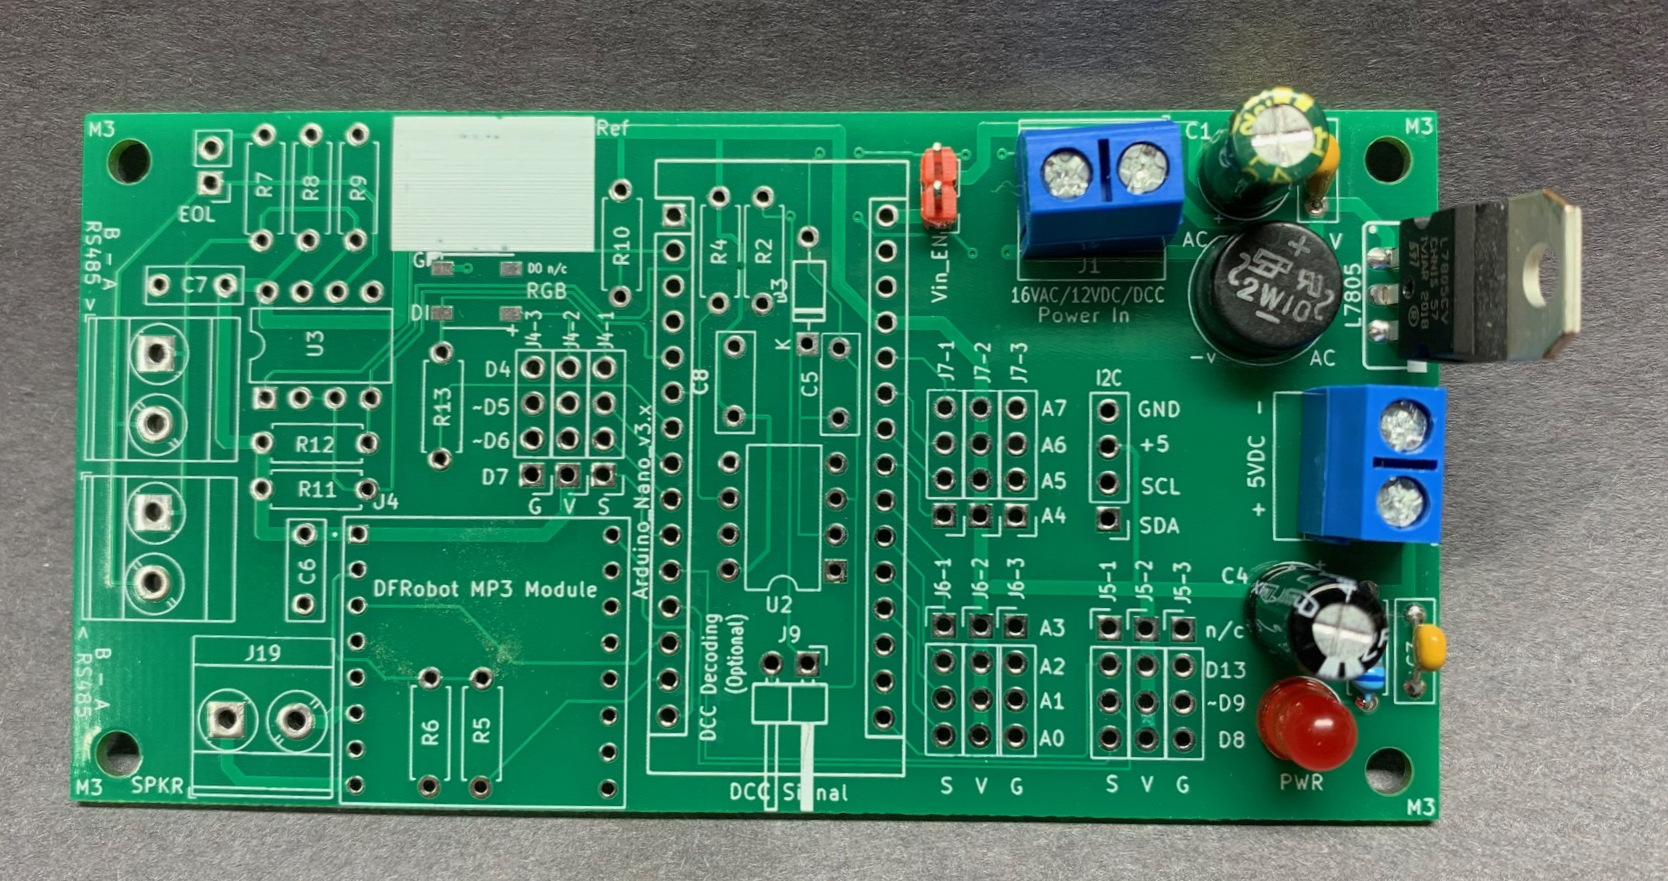 M3
R7
R8
R9
EOL
B - A
RS485 >
C7
U3
R12
R11
J4
C6
< RS485
B - A
J19
SPKR
M3
Ref
R10
D0 n/c
RGB
DI
+
J4-3
J4-2
J4-1
D4
~D5
~D6
D7
G V S
R13
DFRobot MP3 Module
R6
R5
Arduino_Nano_v3.x
R4
R2
K
C8
C5
U2
J9
DCC Decoding
(Optional)
Vin_EN
J1
16VAC/12VDC/DCC
Power In
C1
AC
+
2W10
-V
AC
V
L7805
L7805CV
M3
J7-1
J7-2
J7-3
A7
A6
A5
A4
I2C
GND
+5
SCL
SDA
+ 5VDC -
J6-1
J6-2
J6-3
A3
A2
A1
A0
S V G
J5-1
J5-2
J5-3
n/c
D13
~D9
D8
S V G
C4
PWR
M3